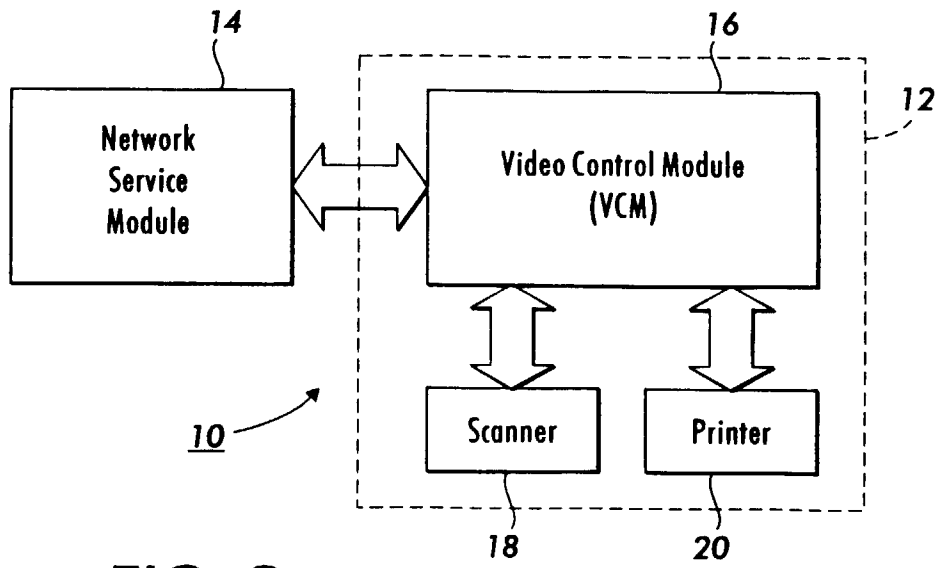 14
16
12
Network
Service
Module
Video Control Module
(VCM)
10
Scanner
Printer
18
20